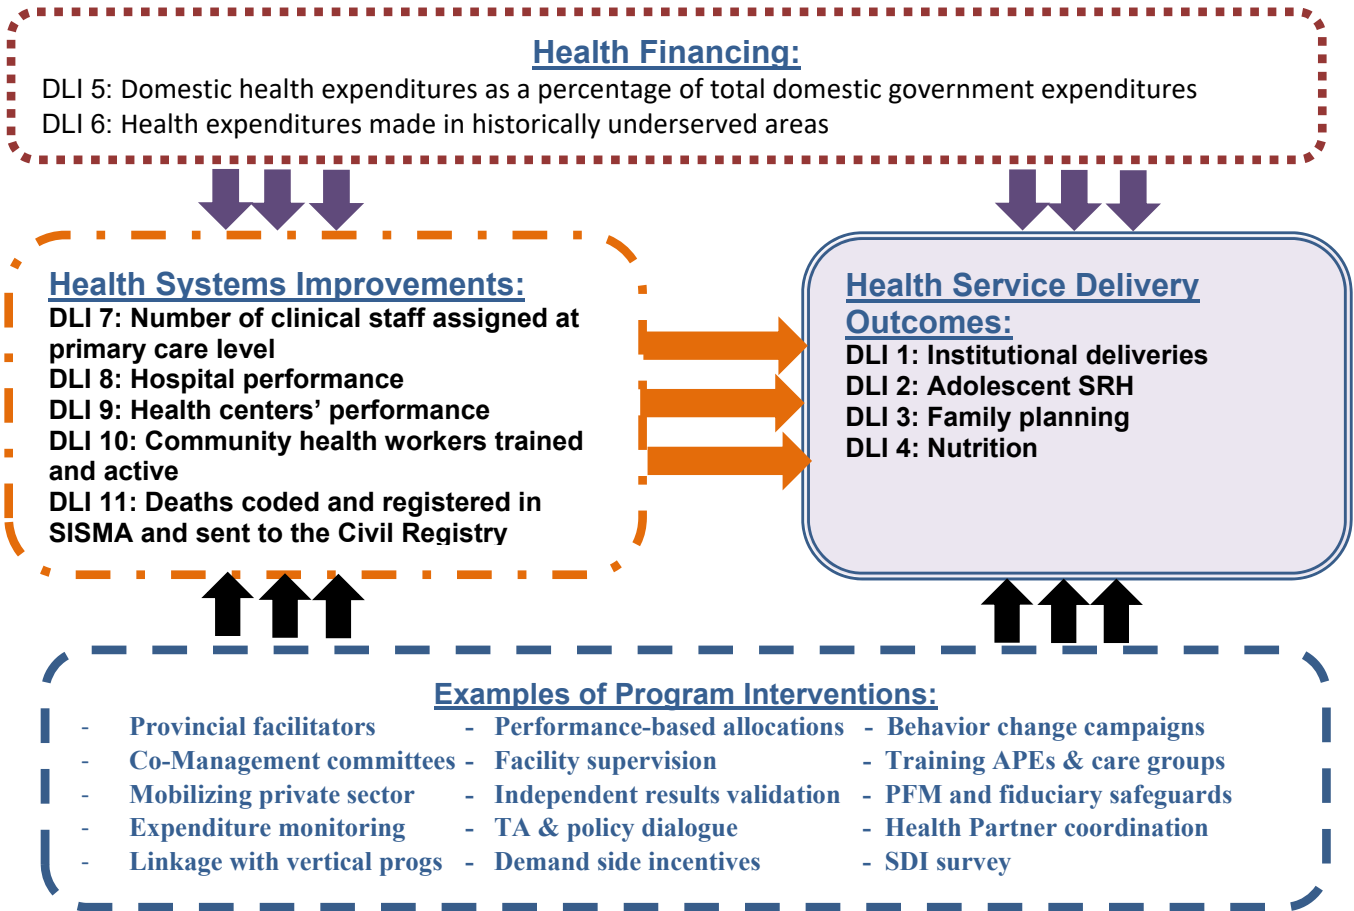 Health Financing:
DLI 5: Domestic health expenditures as a percentage of total domestic government expenditures
DLI 6: Health expenditures made in historically underserved areas
Health Systems Improvements:
DLI 7: Number of clinical staff assigned at
primary care level
DLI 8: Hospital performance
DLI 9: Health centers’ performance
DLI 10: Community health workers trained
and active
DLI 11: Deaths coded and registered in
SISMA and sent to the Civil Registry
Health Service Delivery
Outcomes:
DLI 1: Institutional deliveries
DLI 2: Adolescent SRH
DLI 3: Family planning
DLI 4: Nutrition
Examples of Program Interventions:
- Provincial facilitators - Performance-based allocations - Behavior change campaigns
- Co-Management committees - Facility supervision - Training APEs & care groups
- Mobilizing private sector - Independent results validation - PFM and fiduciary safeguards
- Expenditure monitoring - TA & policy dialogue - Health Partner coordination
- Linkage with vertical progs - Demand side incentives - SDI survey